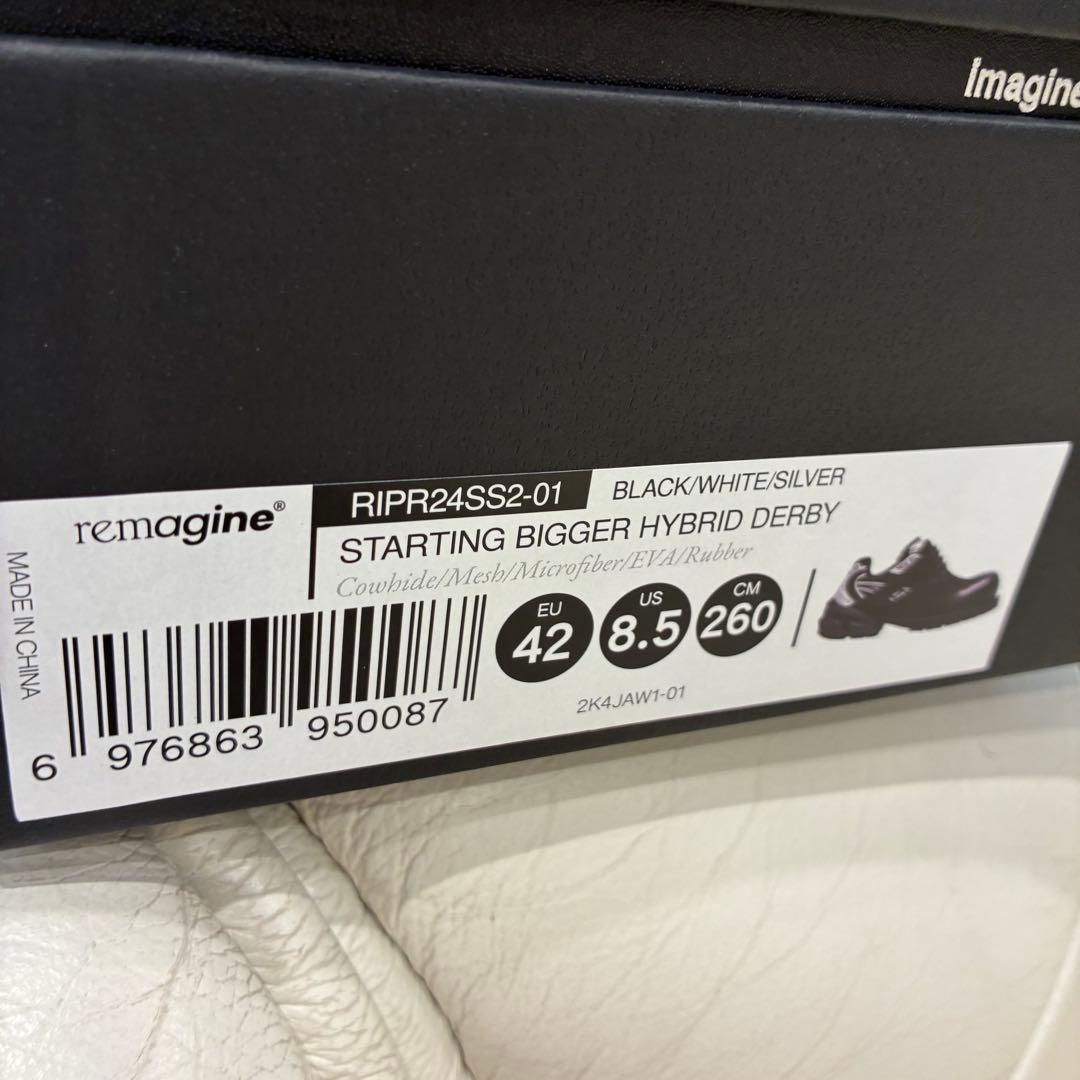 imagine
remagine®
RIPR24SS2-01
BLACK/WHITE/SILVER
STARTING BIGGER HYBRID DERBY
Cowhide/Mesh/Microfiber/EVA/Rubber
MADE IN CHINA
EU
42
US
8.5
CM
260
2K4JAW1-01
6 976863 950087